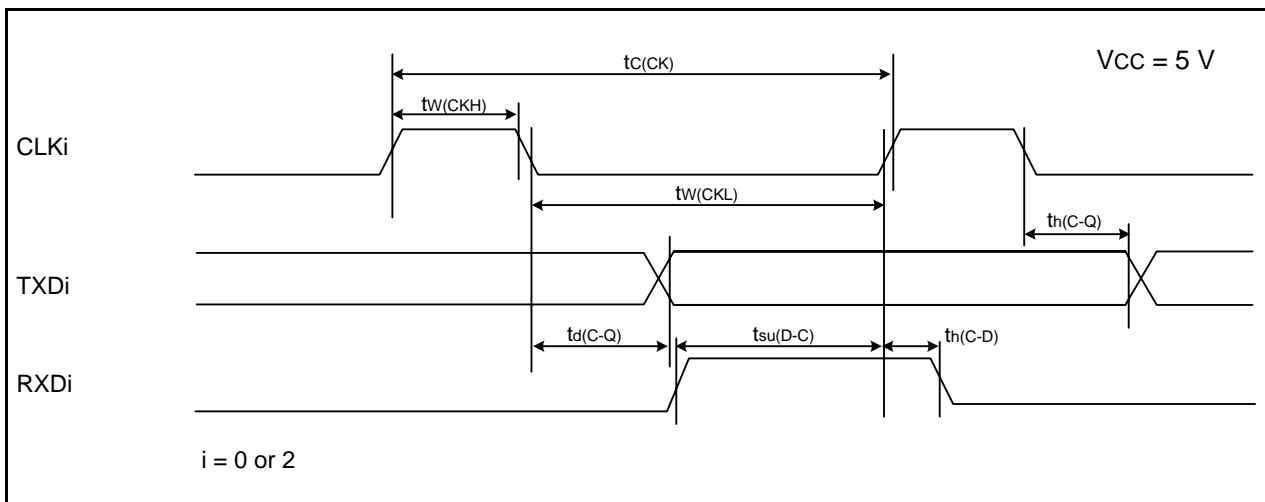 tC(CK)
VCC = 5 V
tW(CKH)
CLKi
tW(CKL)
th(C-Q)
TXDi
td(C-Q)
tsu(D-C)
th(C-D)
RXDi
i = 0 or 2